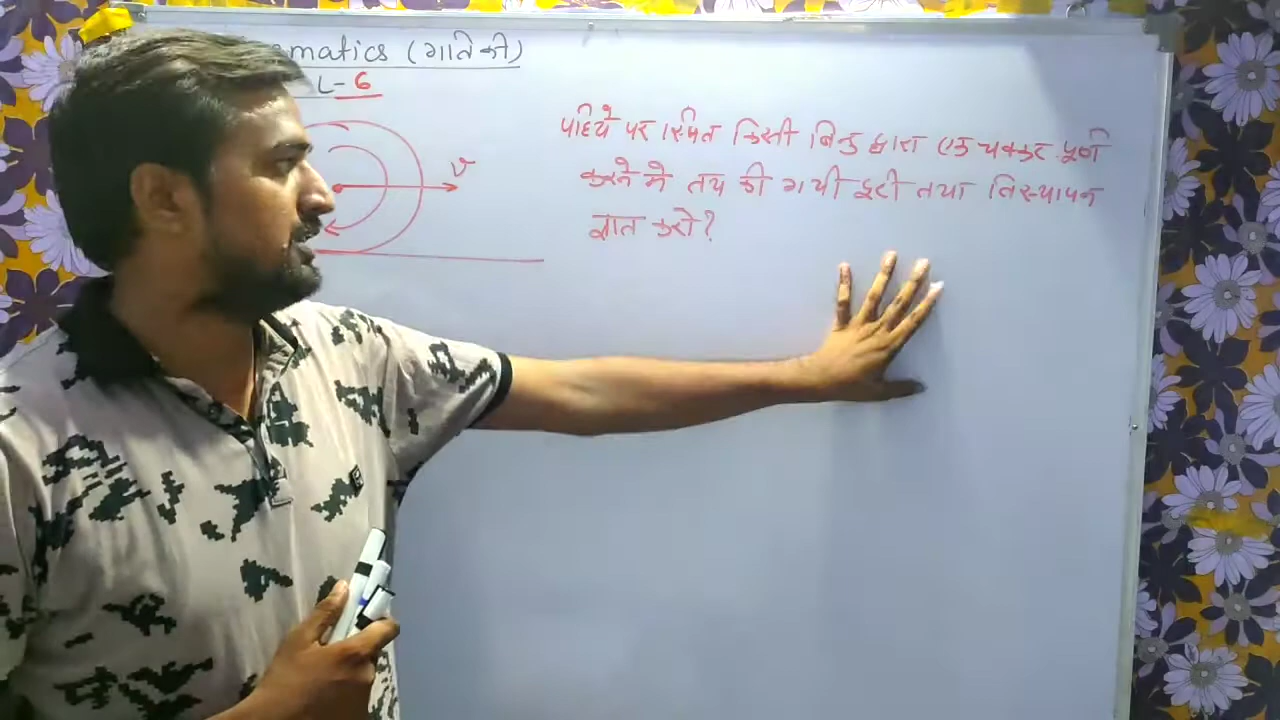 matics (गतिकी)
L-6
v
पहिये पर स्थित किसी बिन्दु द्वारा एक चक्कर पूर्ण
करने में तय की गयी दूरी तथा विस्थापन
ज्ञात करो?